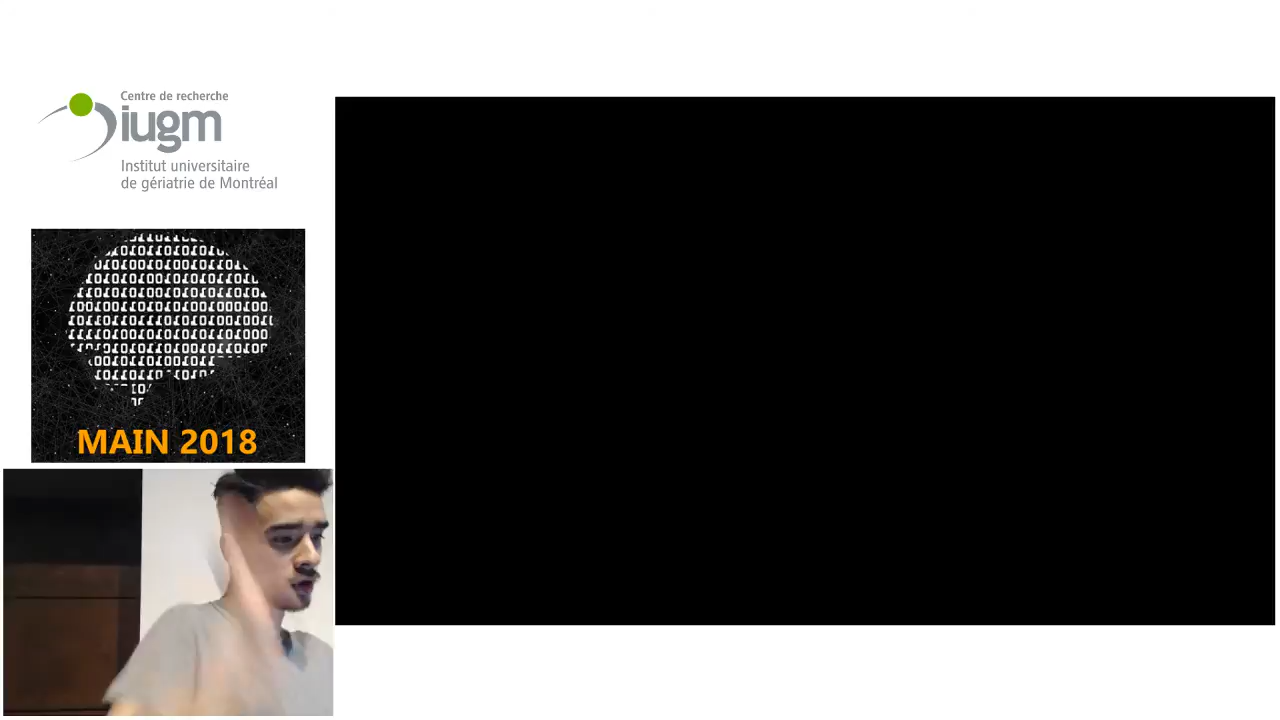 Centre de recherche
iugm
Institut universitaire
de gériatrie de Montréal
MAIN 2018